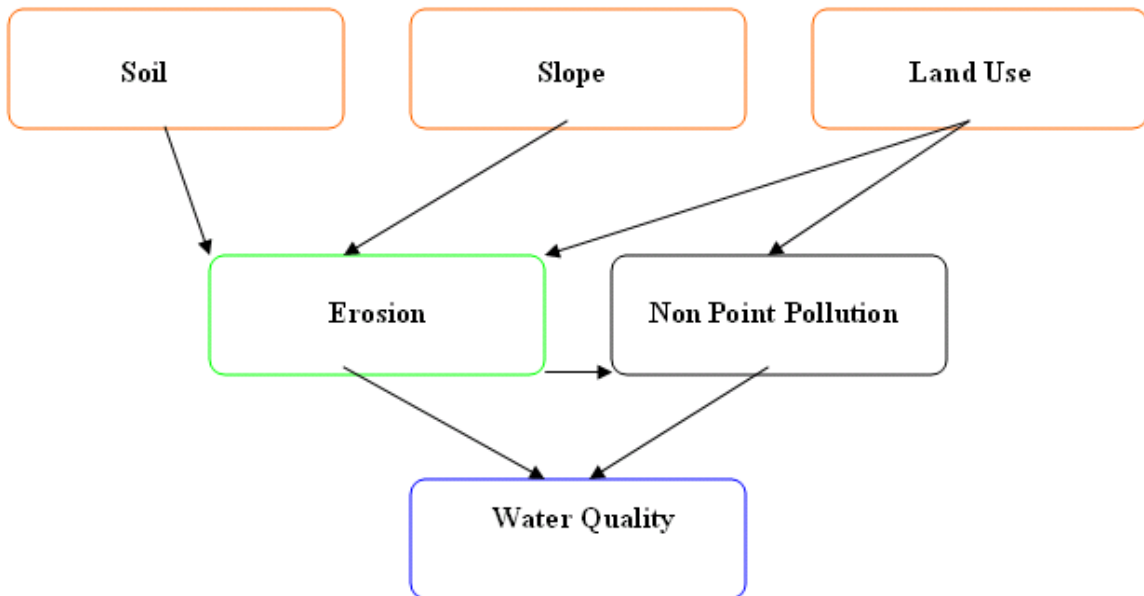 Soil
Slope
Land Use
Erosion
Non Point Pollution
Water Quality